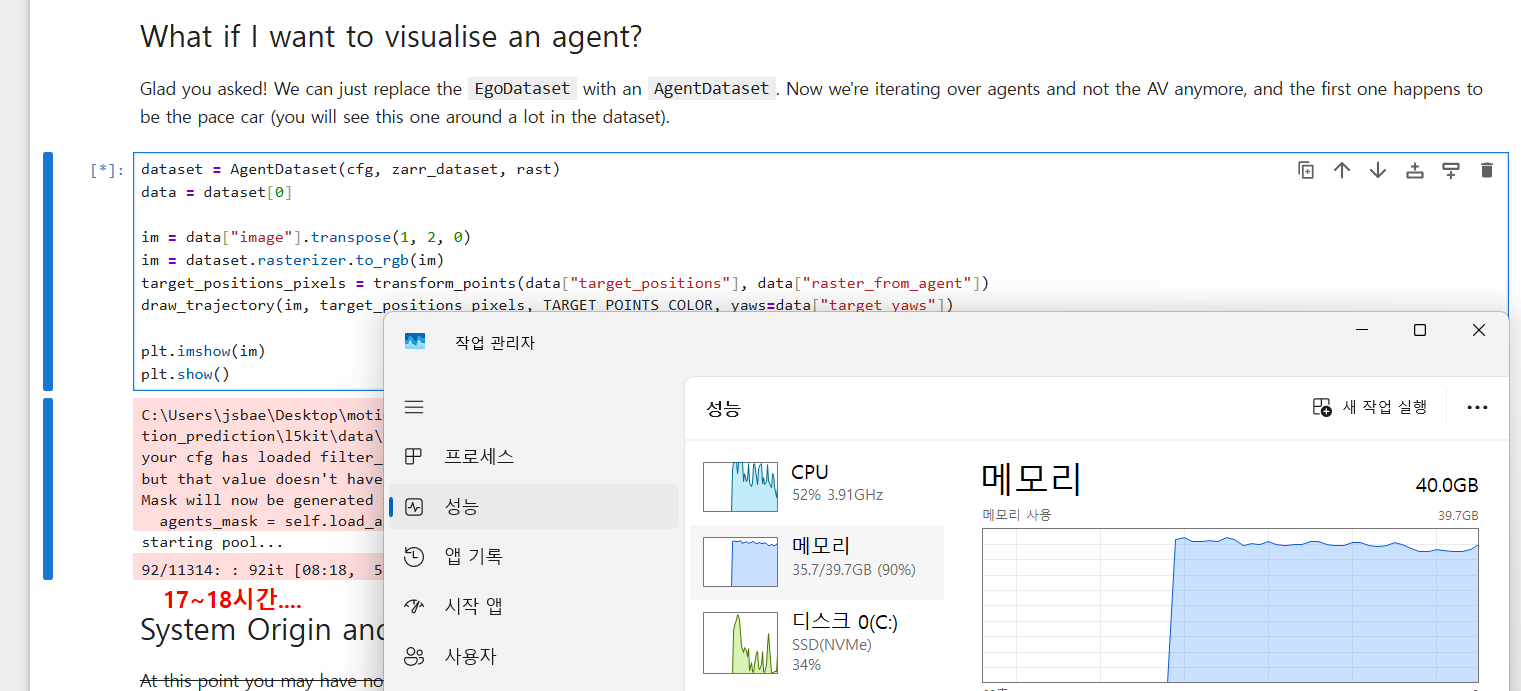 What if I want to visualise an agent?
Glad you asked! We can just replace the EgoDataset with an AgentDataset. Now we're iterating over agents and not the AV anymore, and the first one happens to
be the pace car (you will see this one around a lot in the dataset).
[*]:
dataset = AgentDataset(cfg, zarr_dataset, rast)
data = dataset[0]
im = data["image"].transpose(1, 2, 0)
im = dataset.rasterizer.to_rgb(im)
target_positions_pixels = transform_points(data["target_positions"], data["raster_from_agent"])
draw_trajectory(im, target_positions_pixels, TARGET_POINTS_COLOR, yaws=data["target_yaws"])
plt.imshow(im)
plt.show()
C:\Users\jsbae\Desktop\moti
tion_prediction\l5kit\data\
your cfg has loaded filter_
but that value doesn't have
Mask will now be generated
agents_mask = self.load_a
starting pool...
92/11314: : 92it [08:18, 5
17~18시간....
System Origin and
At this point you may have no
작업 관리자
프로세스
성능
앱 기록
시작 앱
사용자
성능
새 작업 실행
CPU
52% 3.91GHz
메모리
35.7/39.7GB (90%)
디스크 0(C:)
SSD(NVMe)
34%
메모리
40.0GB
메모리 사용
39.7GB